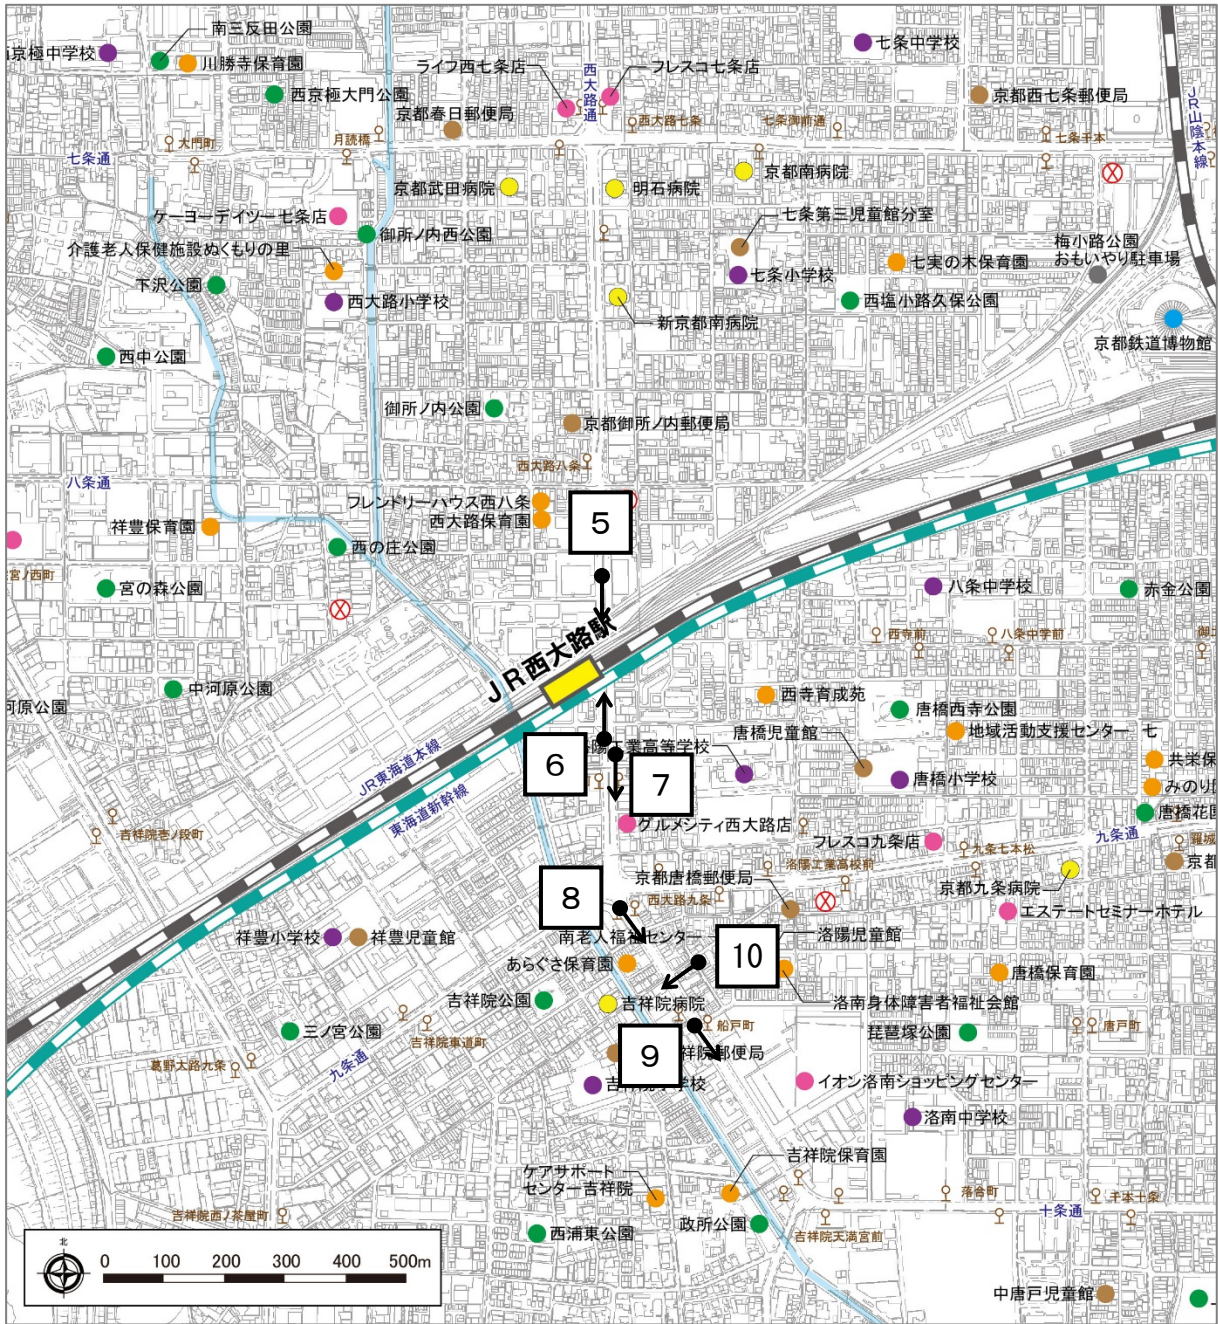 南三反田公園
京極中学校
川勝寺保育園
西京極大門公園
ライフ西七条店
西大路通
フレスコ七条店
七条中学校
京都西七条郵便局
JR山陰本線
京都春日郵便局
西大路七条
七条御前通
七条千本
月読橋
大門町
七条通
京都武田病院
明石病院
京都南病院
ケーヨーデイツー七条店
七条第三児童館分室
御所ノ内西公園
介護老人保健施設ぬくもりの里
梅小路公園
おもいやり駐車場
七実の木保育園
下沢公園
西大路小学校
七条小学校
西塩小路久保公園
新京都南病院
京都鉄道博物館
西中公園
御所ノ内公園
京都御所ノ内郵便局
西大路八条
八条通
フレンドリーハウス西八条
西大路保育園
5
祥豊保育園
西の庄公園
宮ノ西町
宮の森公園
八条中学校
赤金公園
西寺前
八条中学前
JR西大路駅
中河原公園
河原公園
西寺育成苑
唐橋西寺公園
唐橋児童館
地域活動支援センター 七
業高等学校
JR東海道本線
6
7
唐橋小学校
共栄保
みのり
東海道新幹線
唐橋花
吉祥院壱ノ段町
グルメシティ西大路店
フレスコ九条店
九条通
九条七本松
洛陽工業高校前
京都唐橋郵便局
京都九条病院
京都
8
西大路九条
エステートセミナーホテル
祥豊小学校
祥豊児童館
南老人福祉センター
洛陽児童館
あらぐさ保育園
10
唐橋保育園
吉祥院公園
吉祥院病院
洛南身体障害者福祉会館
三ノ宮公園
吉祥院車道町
船戸町
琵琶塚公園
唐戸町
葛野大路九条
九条通
9
祥院郵便局
イオン洛南ショッピングセンター
洛南中学校
吉祥院保育園
ケアサポート
センター吉祥院
落合町
千本十条
吉祥院西ノ茶屋町
西浦東公園
政所公園
吉祥院天満宮前
十条通
北
0 100 200 300 400 500m
中唐戸児童館